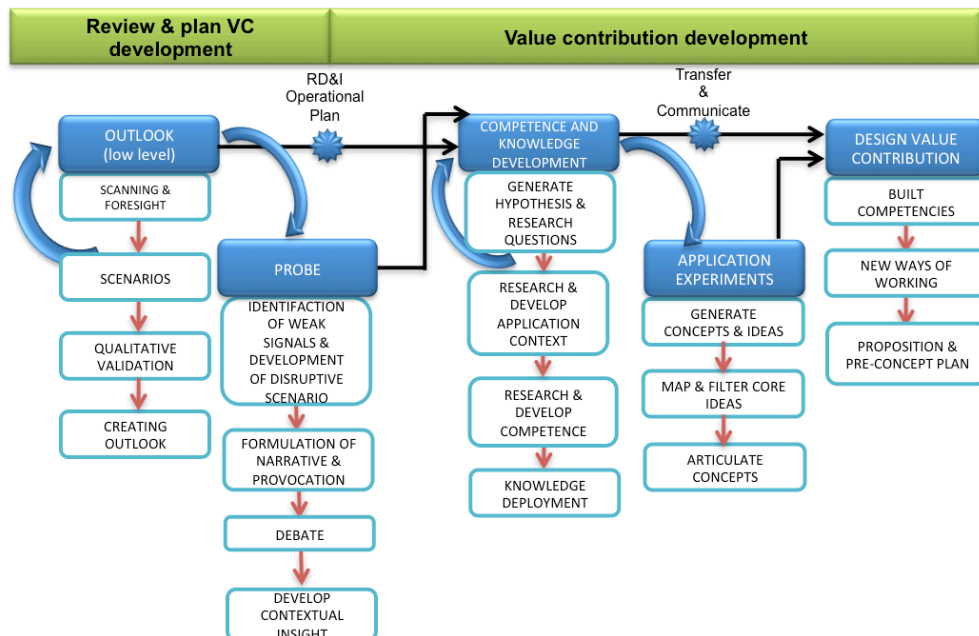 Review & plan VC
development
Value contribution development
RD&I
Operational
Plan
Transfer
&
Communicate
OUTLOOK
(low level)
SCANNING &
FORESIGHT
SCENARIOS
QUALITATIVE
VALIDATION
CREATING
OUTLOOK
PROBE
IDENTIFACTION
OF WEAK
SIGNALS &
DEVELOPMENT
OF DISRUPTIVE
SCENARIO
FORMULATION OF
NARRATIVE &
PROVOCATION
DEBATE
DEVELOP
CONTEXTUAL
INSIGHT
COMPETENCE AND
KNOWLEDGE
DEVELOPMENT
GENERATE
HYPOTHESIS &
RESEARCH
QUESTIONS
RESEARCH &
DEVELOP
APPLICATION
CONTEXT
RESEARCH &
DEVELOP
COMPETENCE
KNOWLEDGE
DEPLOYMENT
APPLICATION
EXPERIMENTS
GENERATE
CONCEPTS & IDEAS
MAP & FILTER CORE
IDEAS
ARTICULATE
CONCEPTS
DESIGN VALUE
CONTRIBUTION
BUILT
COMPETENCIES
NEW WAYS OF
WORKING
PROPOSITION &
PRE-CONCEPT PLAN